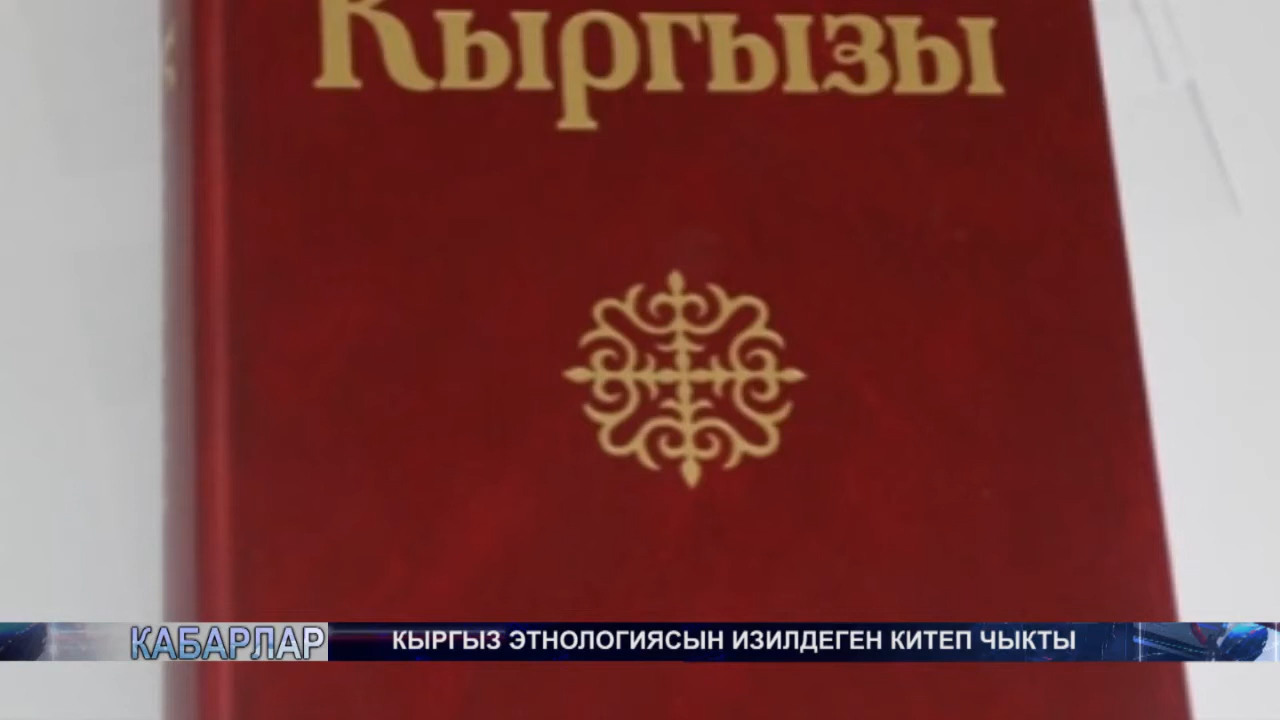 Кыргызы
КАБАРЛАР
КЫРГЫЗ ЭТНОЛОГИЯСЫН ИЗИЛДЕГЕН КИТЕП ЧЫКТЫ